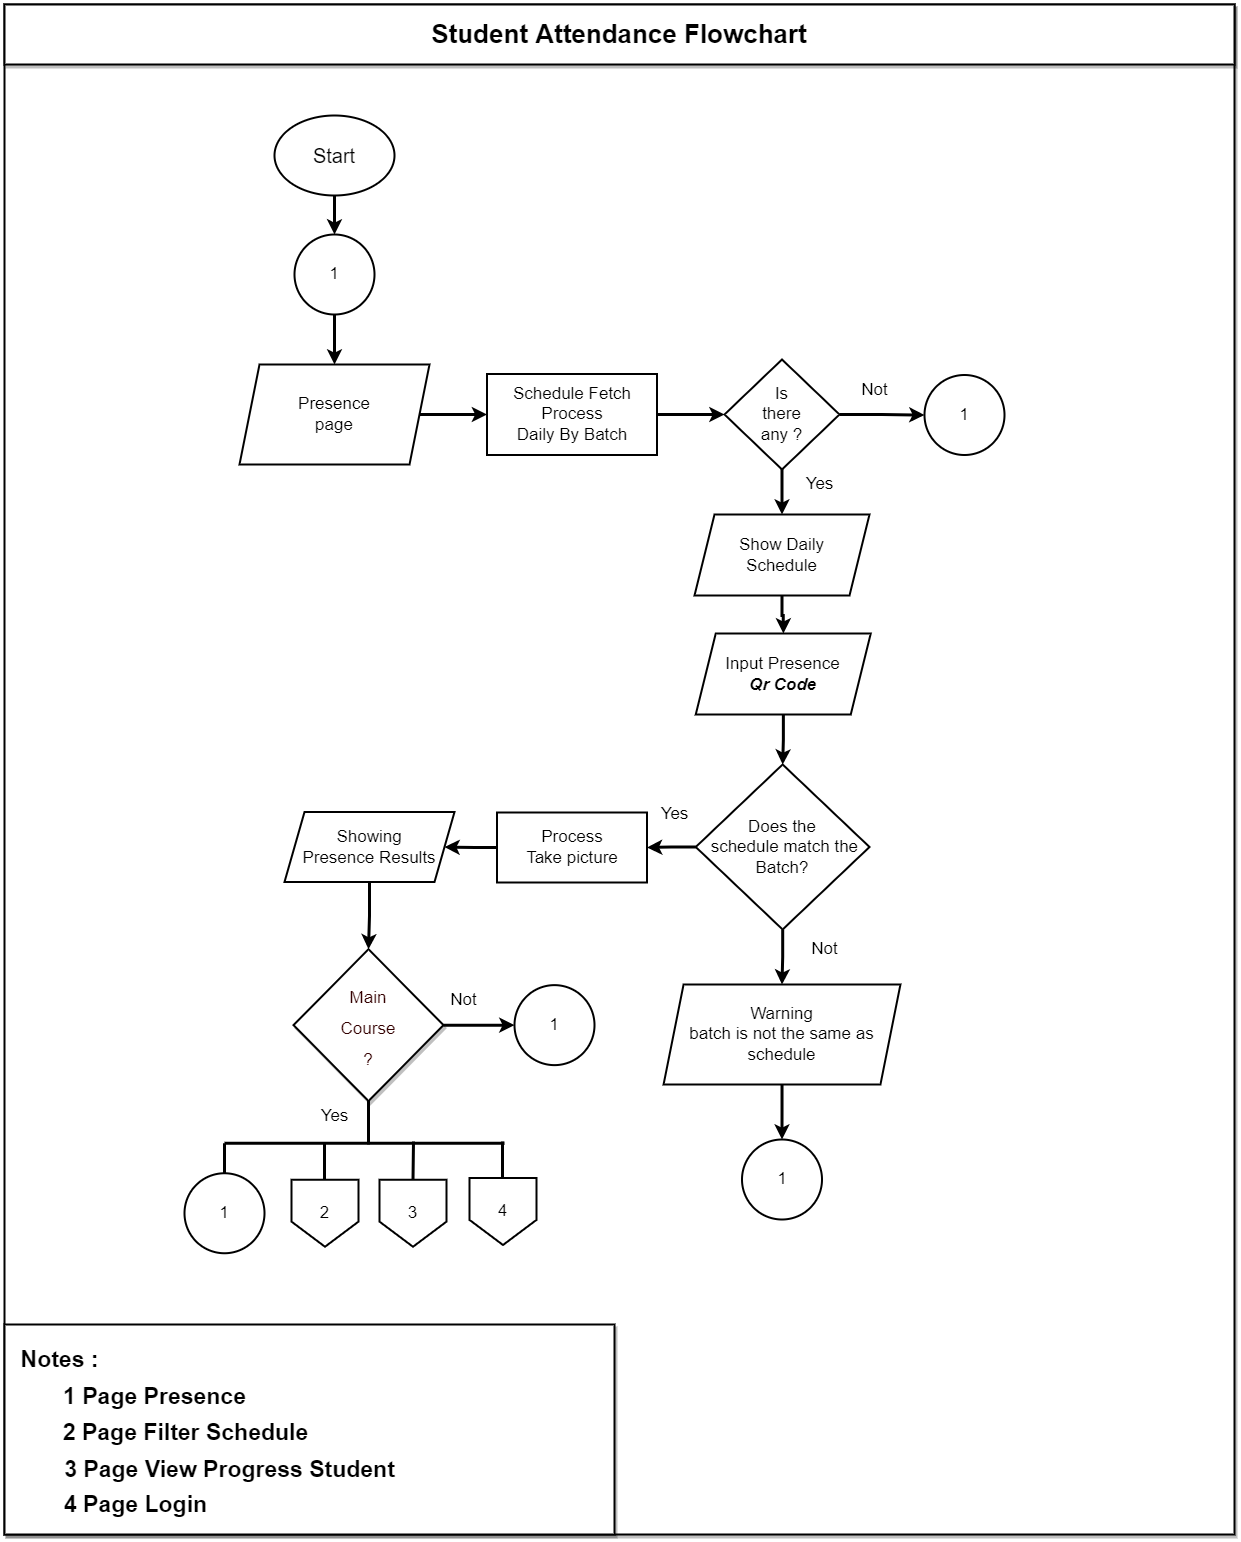 Student Attendance Flowchart
Start
1
Presence
page
Schedule Fetch
Process
Daily By Batch
Is
there
any ?
Not
1
Yes
Show Daily
Schedule
Input Presence
Qr Code
Does the
schedule match the
Batch?
Yes
Process
Take picture
Showing
Presence Results
Not
Warning
batch is not the same as
schedule
1
Main
Course
?
Not
1
Yes
1
2
3
4
Notes :
1 Page Presence
2 Page Filter Schedule
3 Page View Progress Student
4 Page Login